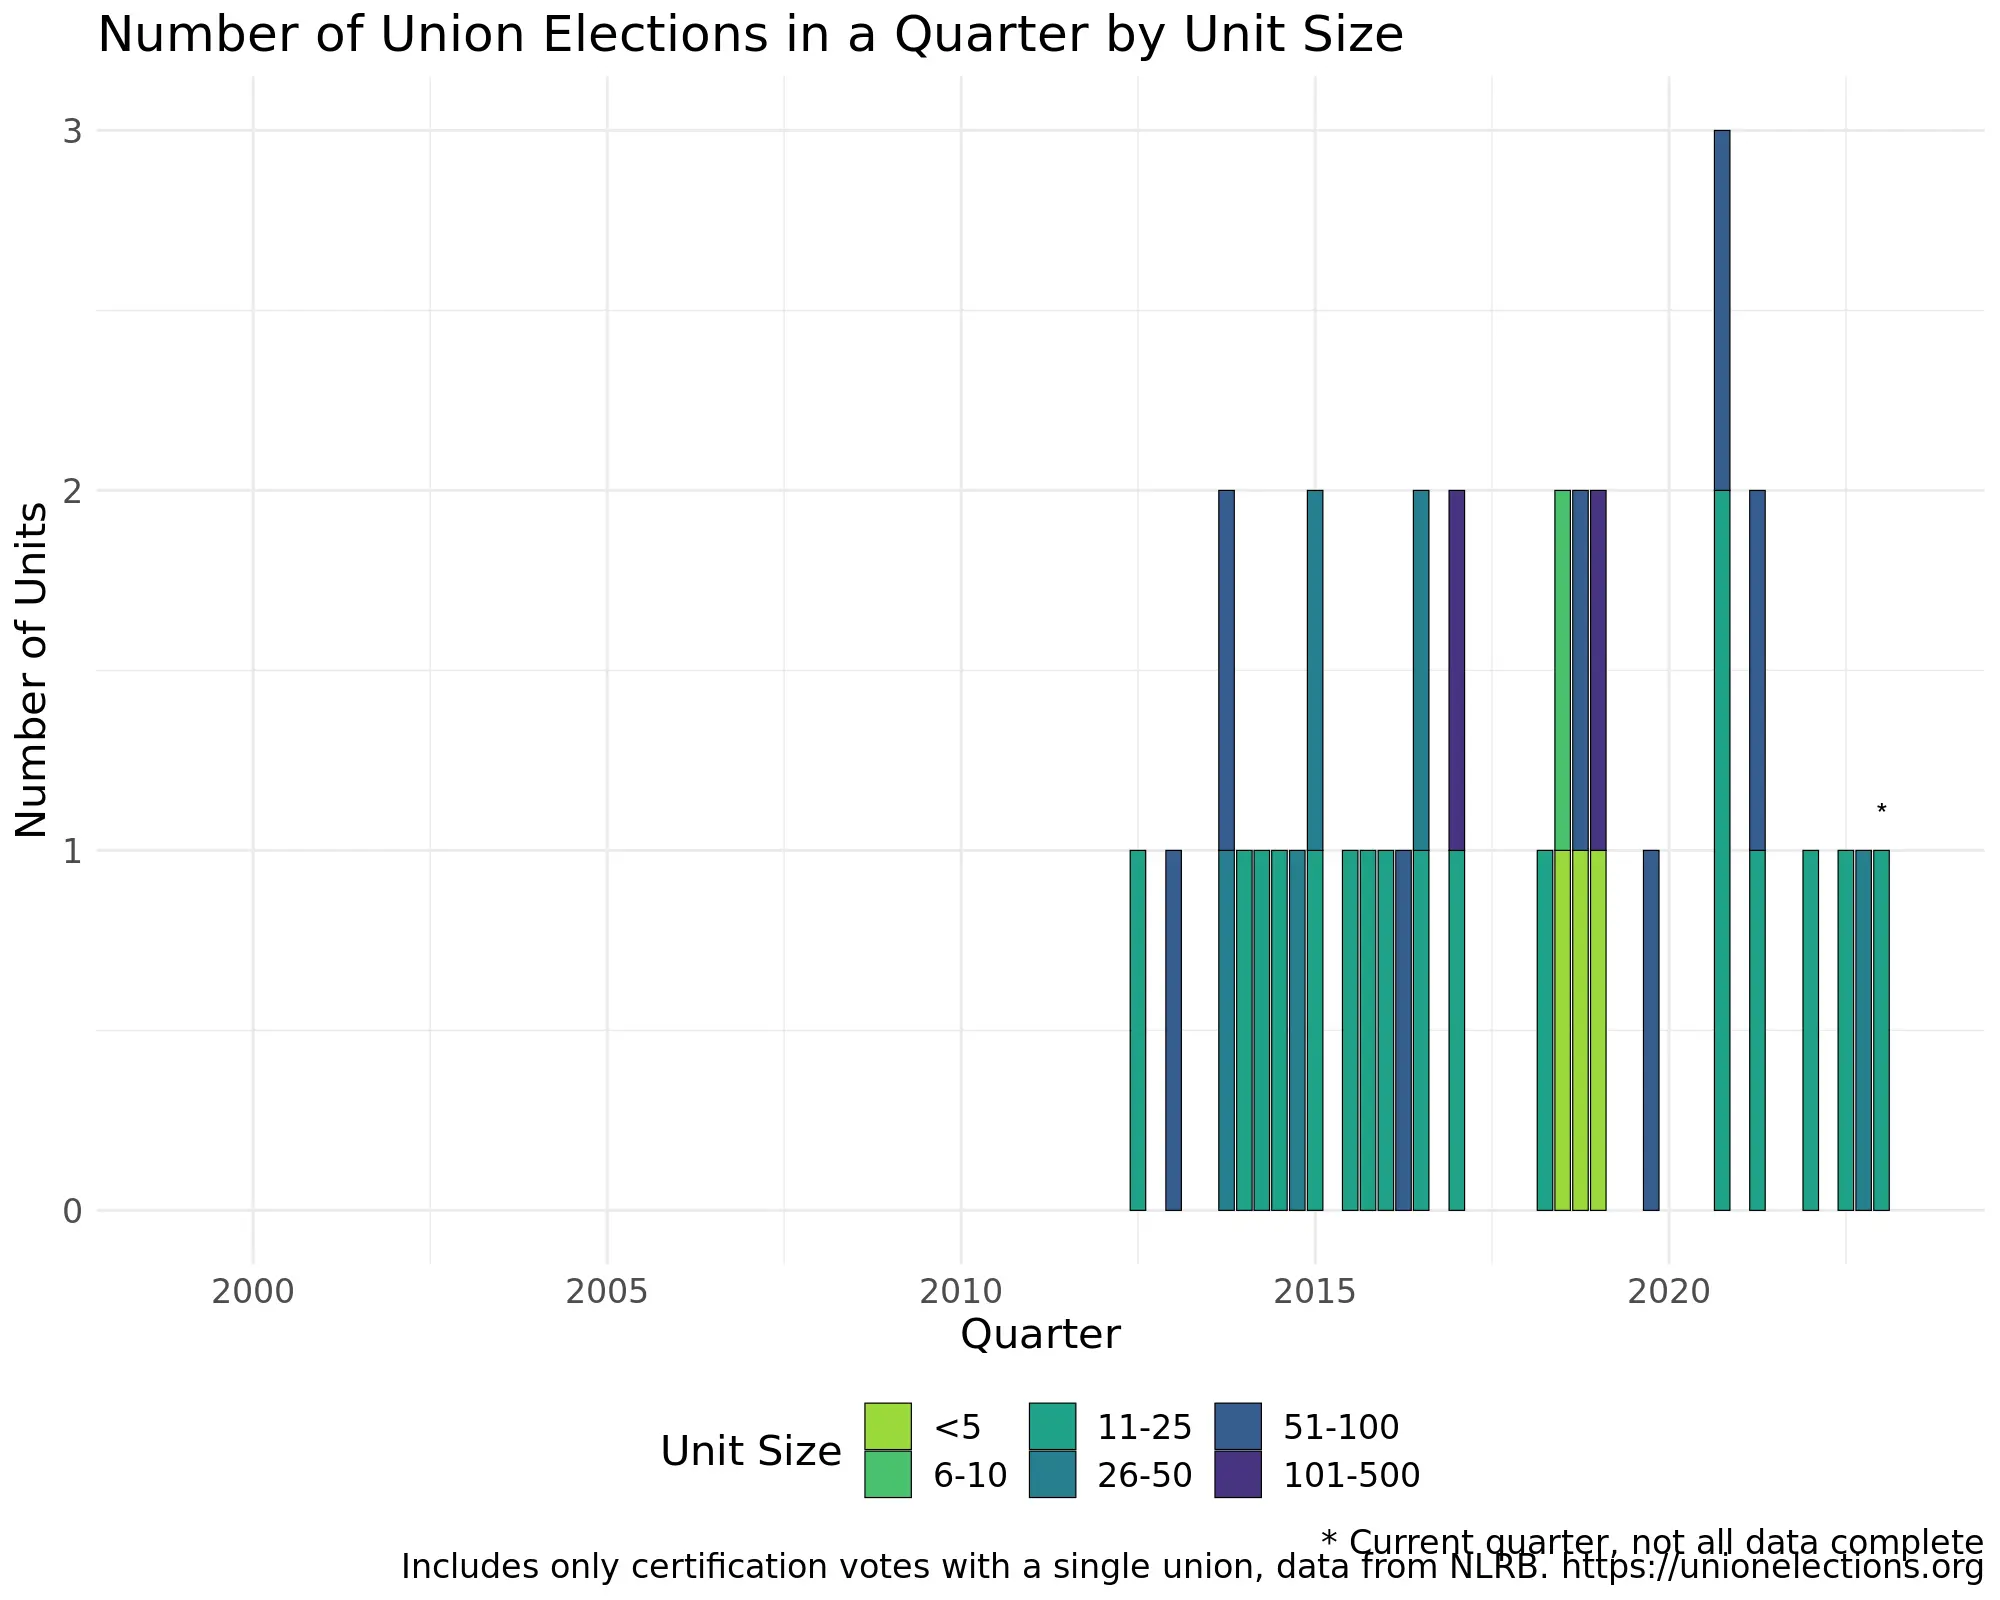 Number of Union Elections in a Quarter by Unit Size
Number of Units
3
2
1
0
*
2000 2005 2010 2015 2020
Quarter
Unit Size
<5 11-25 51-100
6-10 26-50 101-500
* Current quarter, not all data complete
Includes only certification votes with a single union, data from NLRB. https://unionelections.org